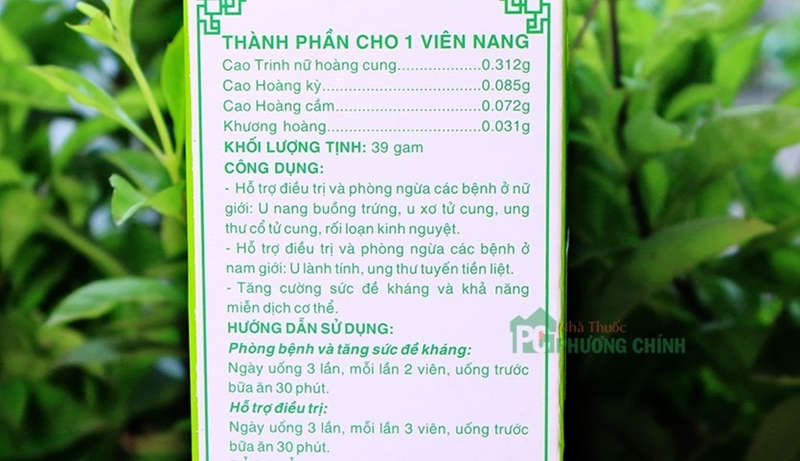 THÀNH PHẦN CHO 1 VIÊN NANG
Cao Trinh nữ hoàng cung....................0.312g
Cao Hoàng kỳ......................................0.085g
Cao Hoàng cầm...................................0.072g
Khương hoàng....................................0.031g
KHỐI LƯỢNG TỊNH: 39 gam
CÔNG DỤNG:
- Hỗ trợ điều trị và phòng ngừa các bệnh ở nữ
giới: U nang buồng trứng, u xơ tử cung, ung
thư cổ tử cung, rối loạn kinh nguyệt.
- Hỗ trợ điều trị và phòng ngừa các bệnh ở
nam giới: U lành tính, ung thư tuyến tiền liệt.
- Tăng cường sức đề kháng và khả năng
miễn dịch cơ thể.
HƯỚNG DẪN SỬ DỤNG:
Phòng bệnh và tăng sức đề kháng:
Ngày uống 3 lần, mỗi lần 2 viên, uống trước
bữa ăn 30 phút.
Hỗ trợ điều trị:
Ngày uống 3 lần, mỗi lần 3 viên, uống trước
bữa ăn 30 phút.
PG Nhà Thuốc
PHƯƠNG CHÍNH